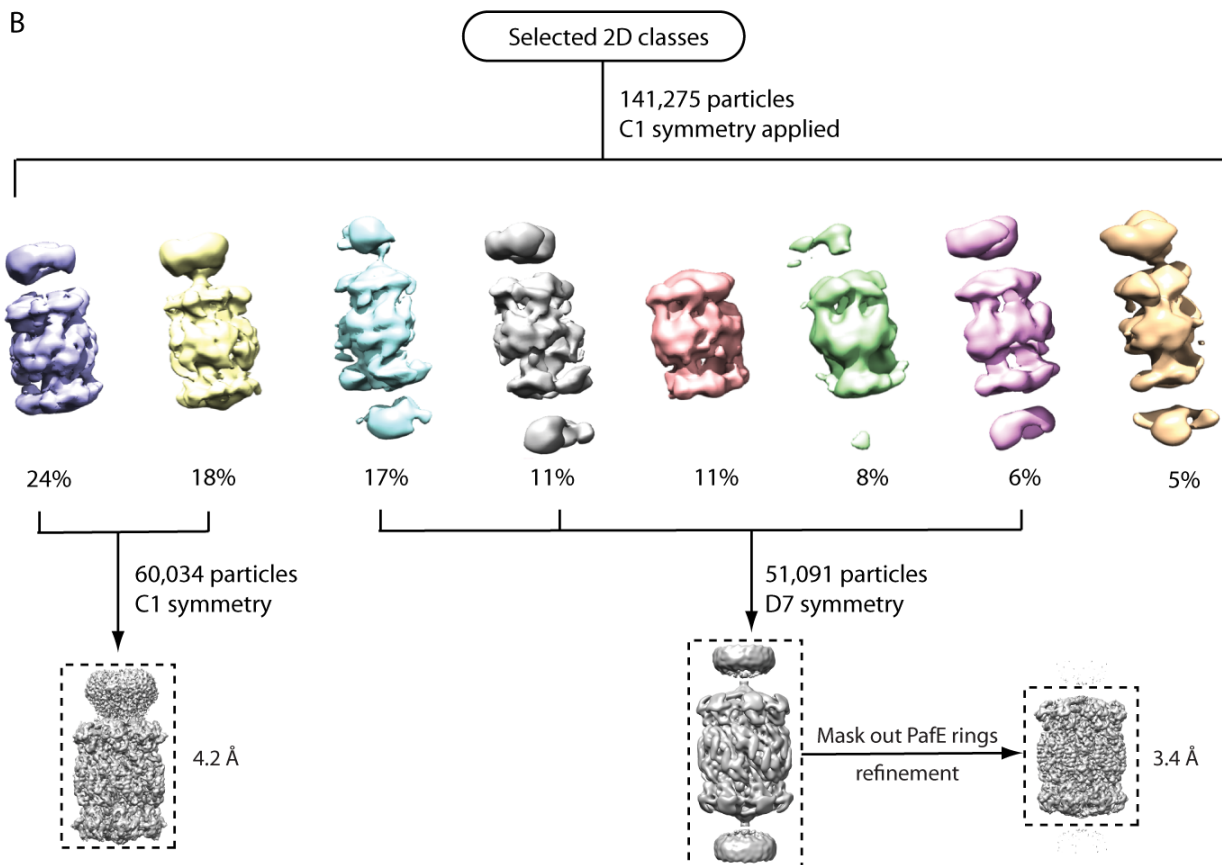 B
Selected 2D classes
141,275 particles
C1 symmetry applied
24%
18%
17%
11%
11%
8%
6%
5%
60,034 particles
C1 symmetry
51,091 particles
D7 symmetry
4.2 Å
Mask out PafE rings
refinement
3.4 Å